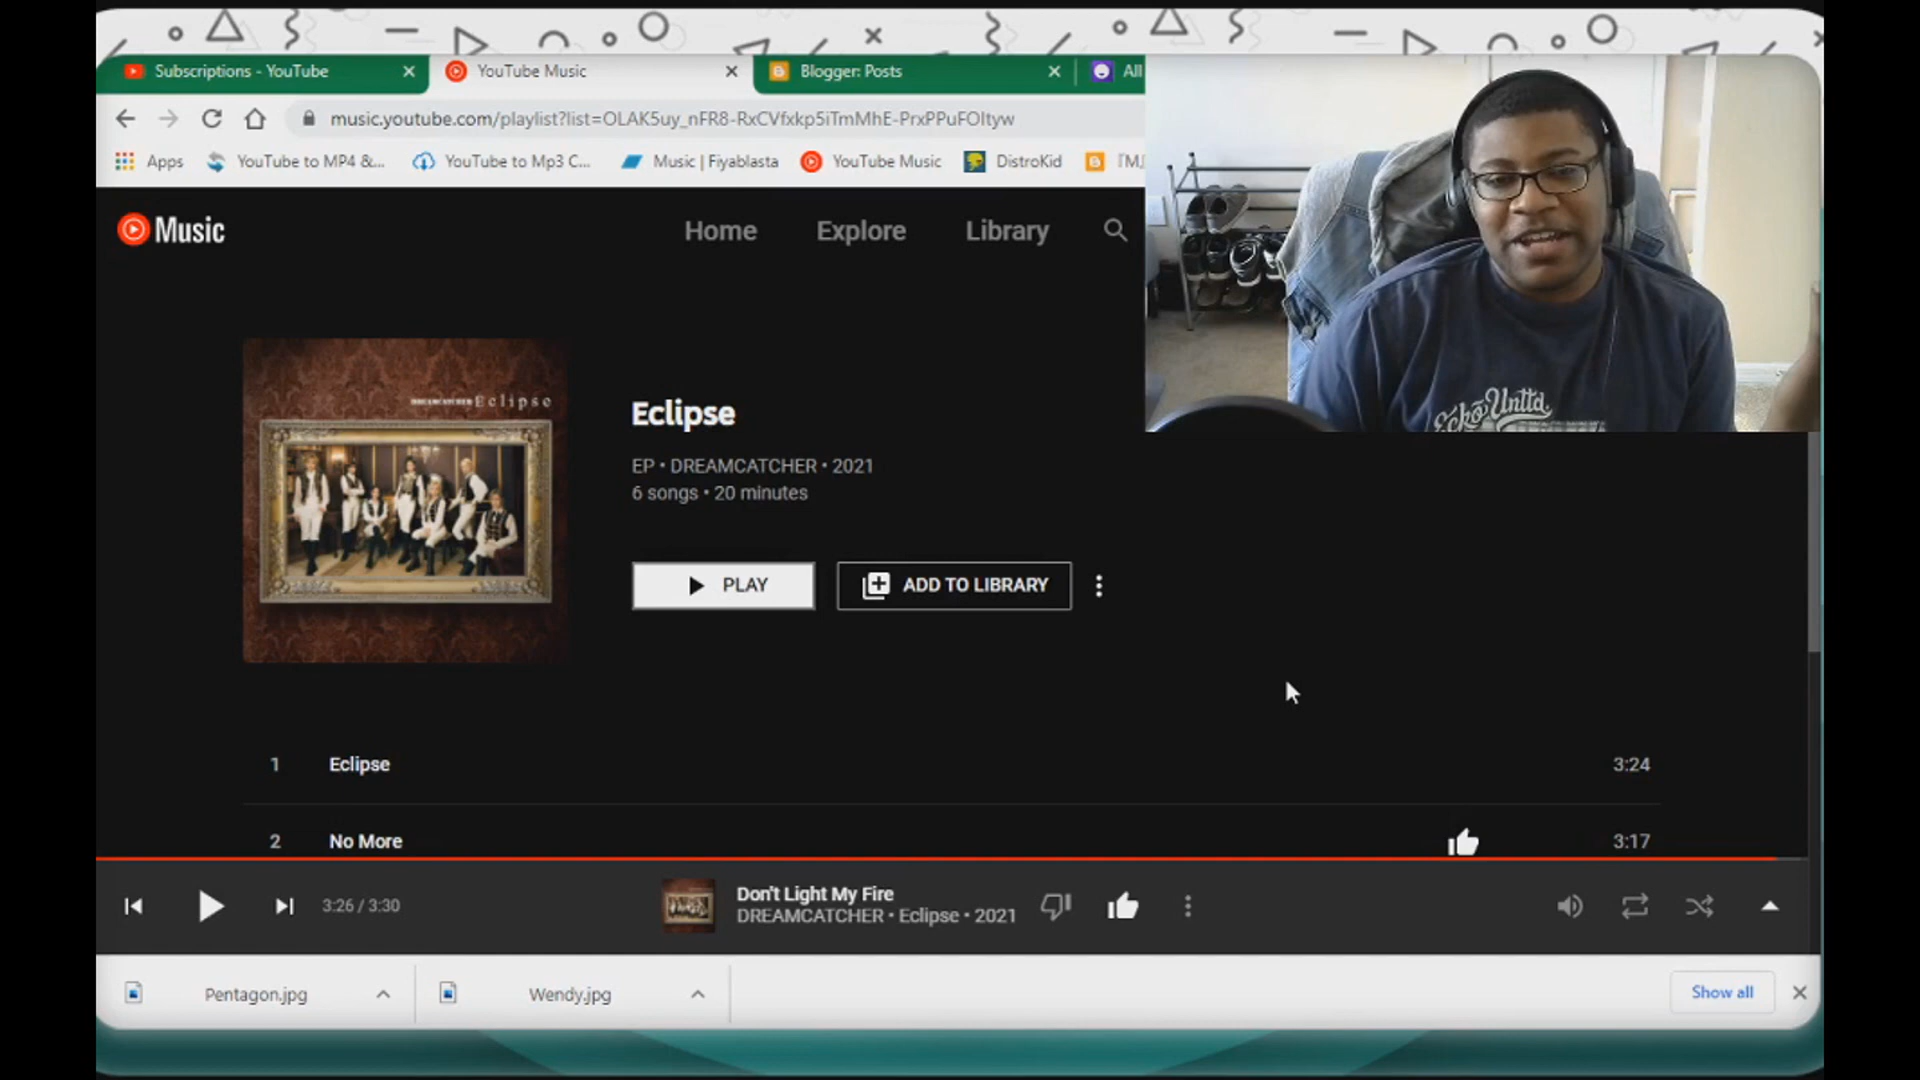 Subscriptions - YouTube
YouTube Music
Blogger: Posts
All
music.youtube.com/playlist?list=OLAK5uy_nFR8-RxCVfxkp5iTmMhE-PrxPPuFOltyw
Apps
YouTube to MP4 &...
YouTube to Mp3 C...
Music | Fiyablasta
YouTube Music
DistroKid
Music
Home
Explore
Library
DREAMCATCHER Eclipse
Ecko Unltd.
Eclipse
EP • DREAMCATCHER • 2021
6 songs • 20 minutes
PLAY
ADD TO LIBRARY
1 Eclipse 3:24
2 No More 3:17
3:26 / 3:30
Don't Light My Fire
DREAMCATCHER • Eclipse • 2021
Pentagon.jpg
Wendy.jpg
Show all